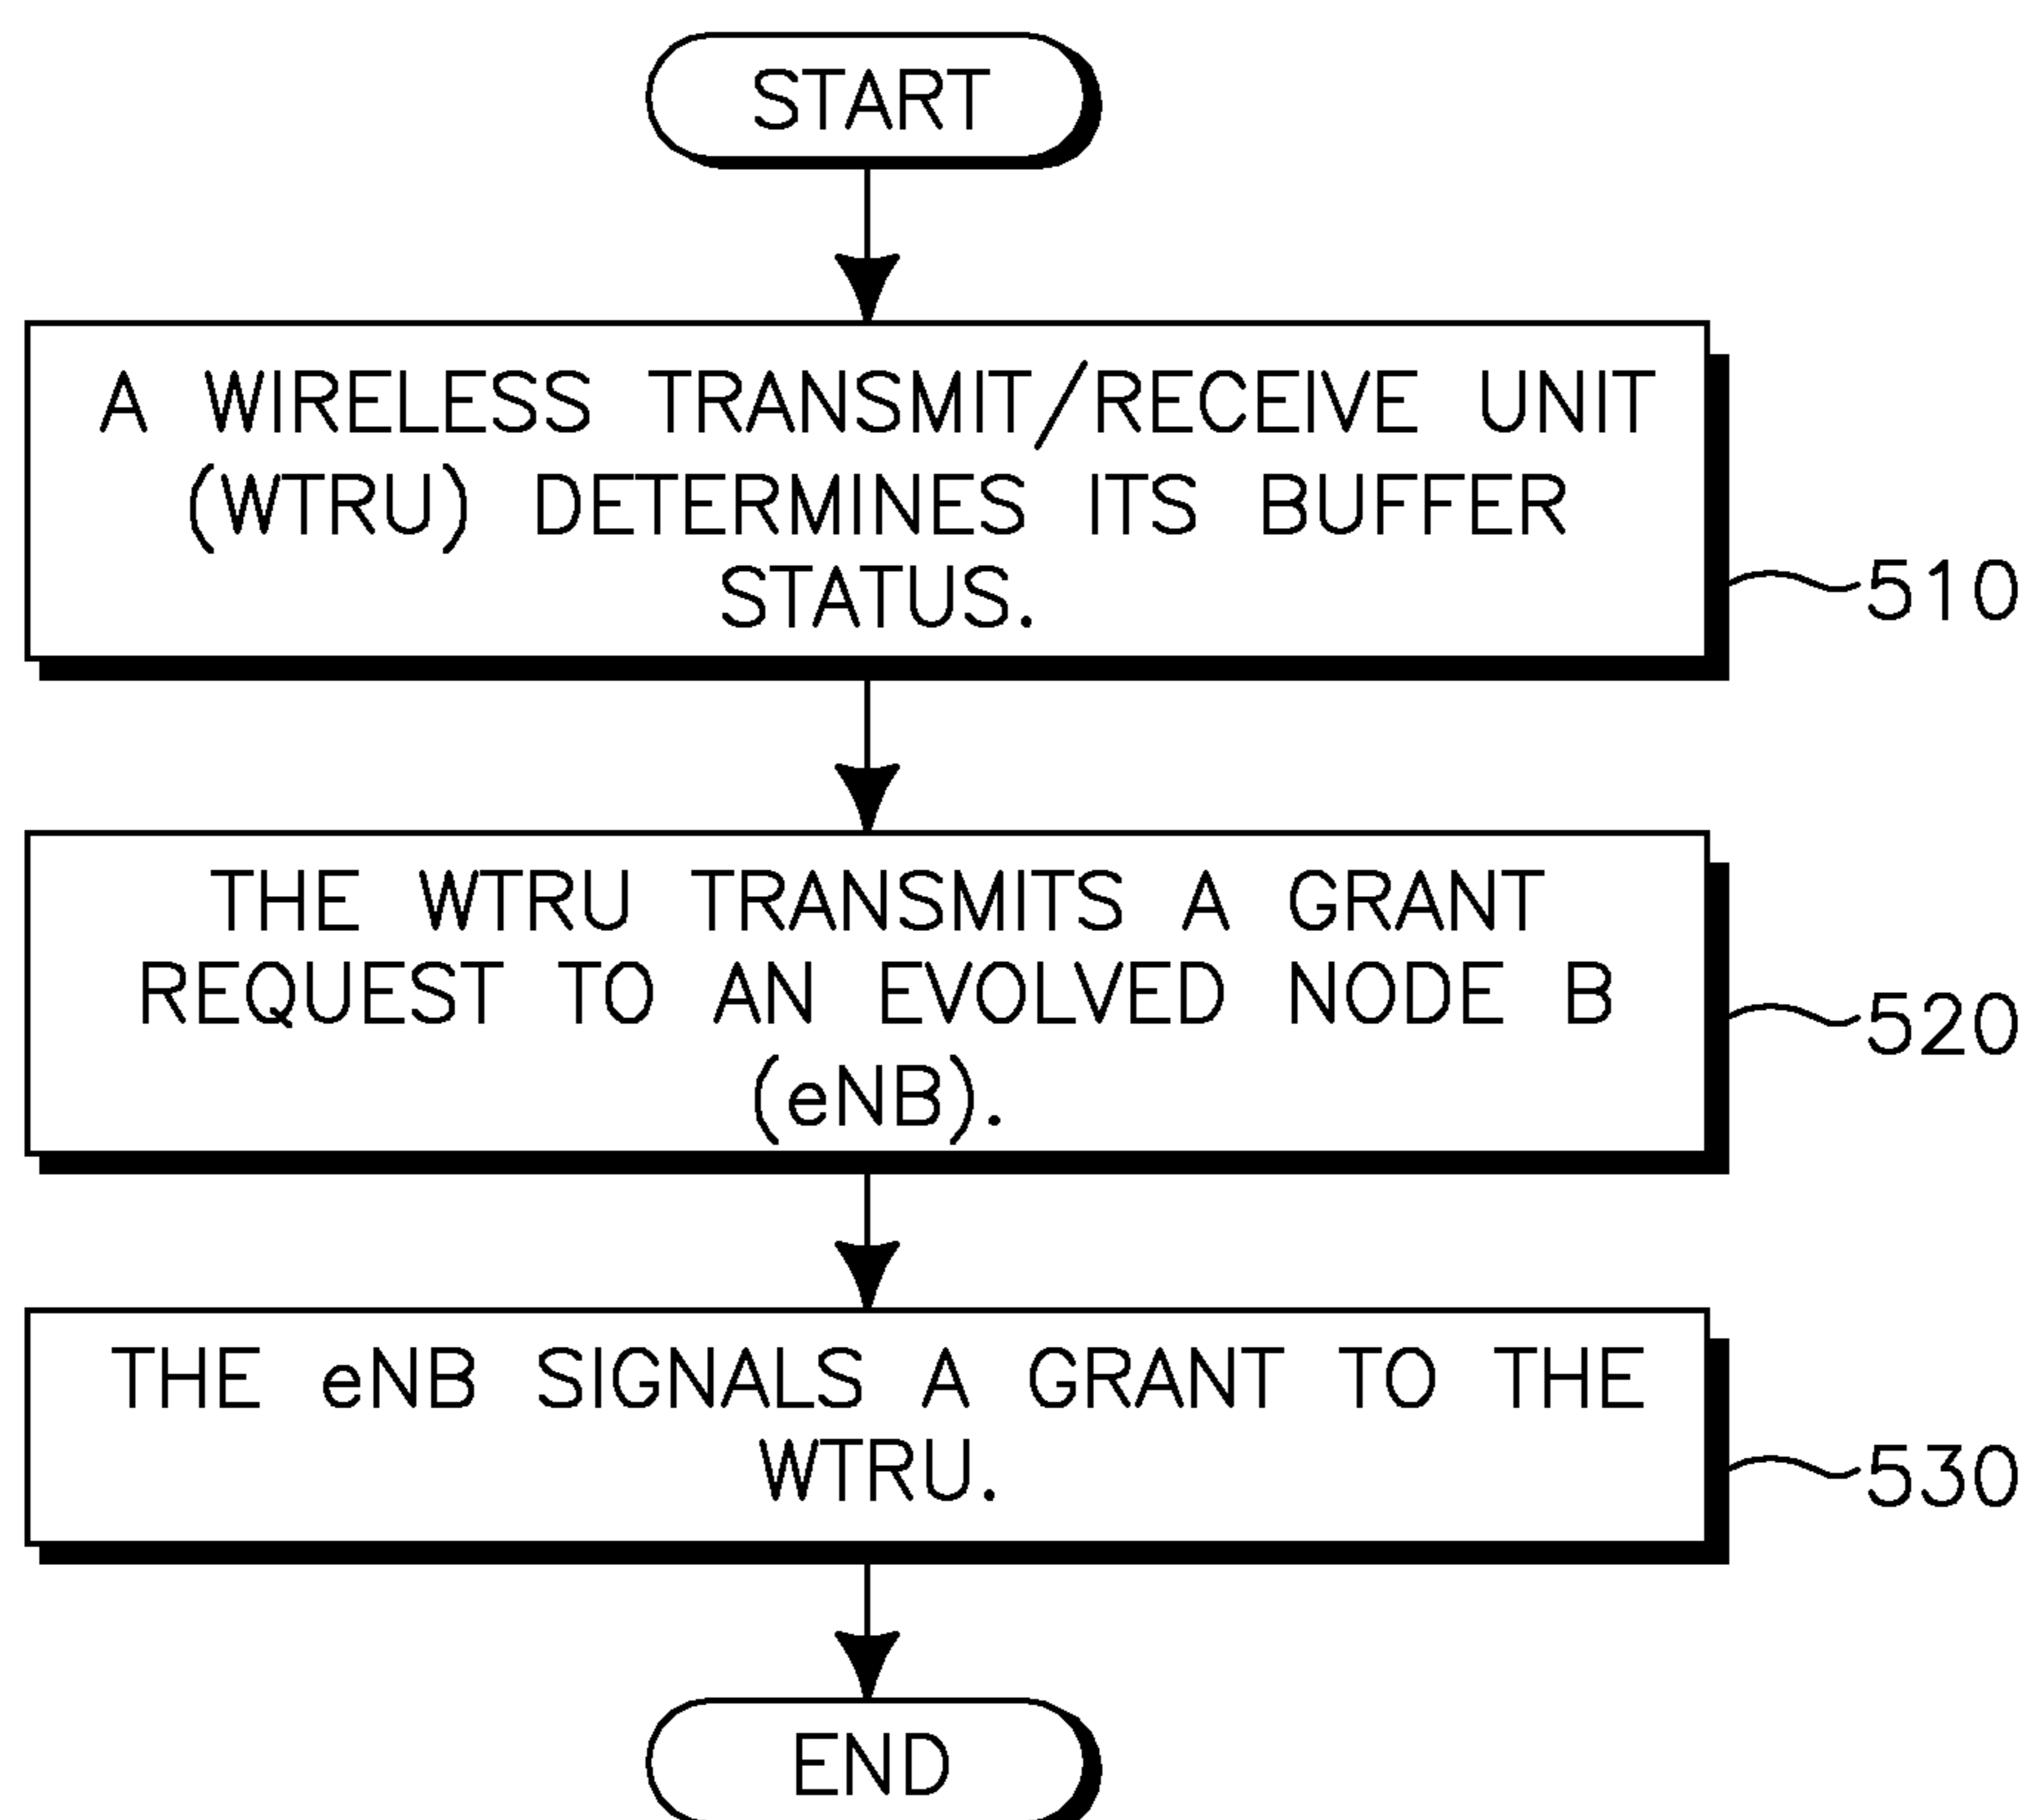 START
A WIRELESS TRANSMIT/RECEIVE UNIT
(WTRU) DETERMINES ITS BUFFER
STATUS.
510
THE WTRU TRANSMITS A GRANT
REQUEST TO AN EVOLVED NODE B
(eNB).
520
THE eNB SIGNALS A GRANT TO THE
WTRU.
530
END